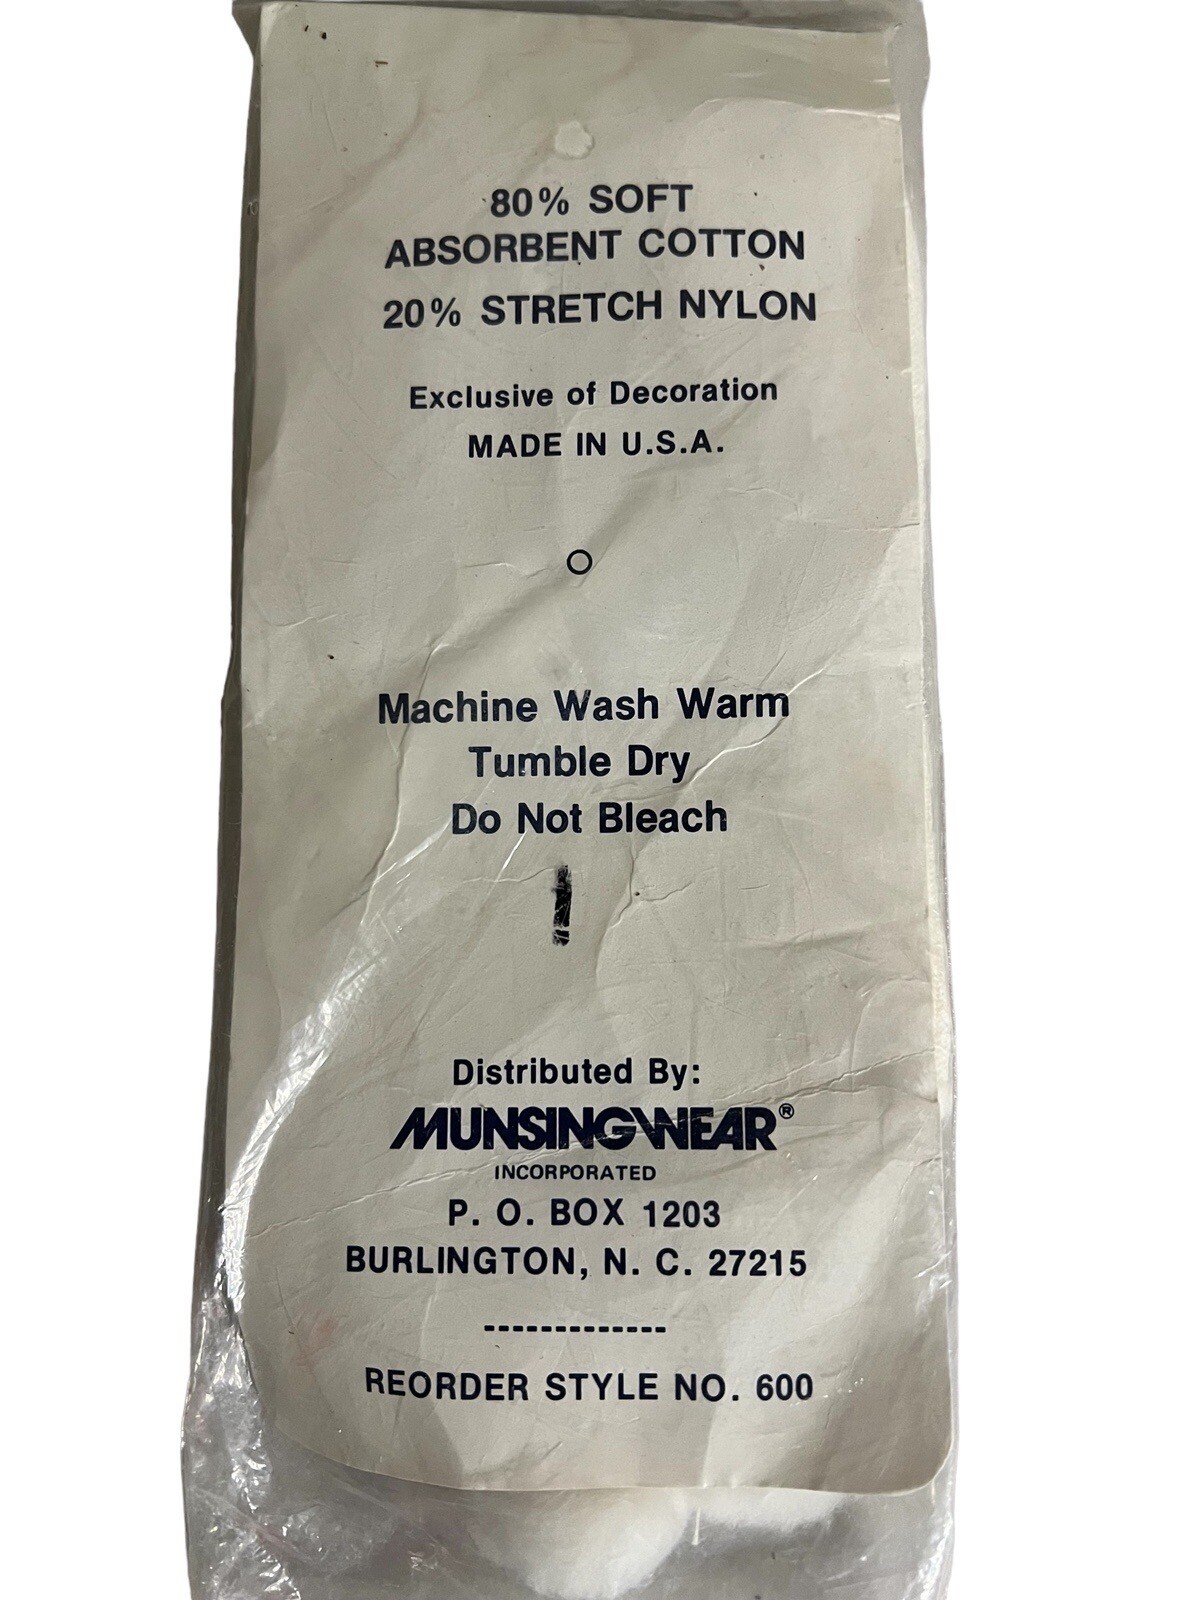 80% SOFT
ABSORBENT COTTON
20% STRETCH NYLON
Exclusive of Decoration
MADE IN U.S.A.
Machine Wash Warm
Tumble Dry
Do Not Bleach
Distributed By:
MUNSINGWEAR®
INCORPORATED
P. O. BOX 1203
BURLINGTON, N. C. 27215
-------------
REORDER STYLE NO. 600